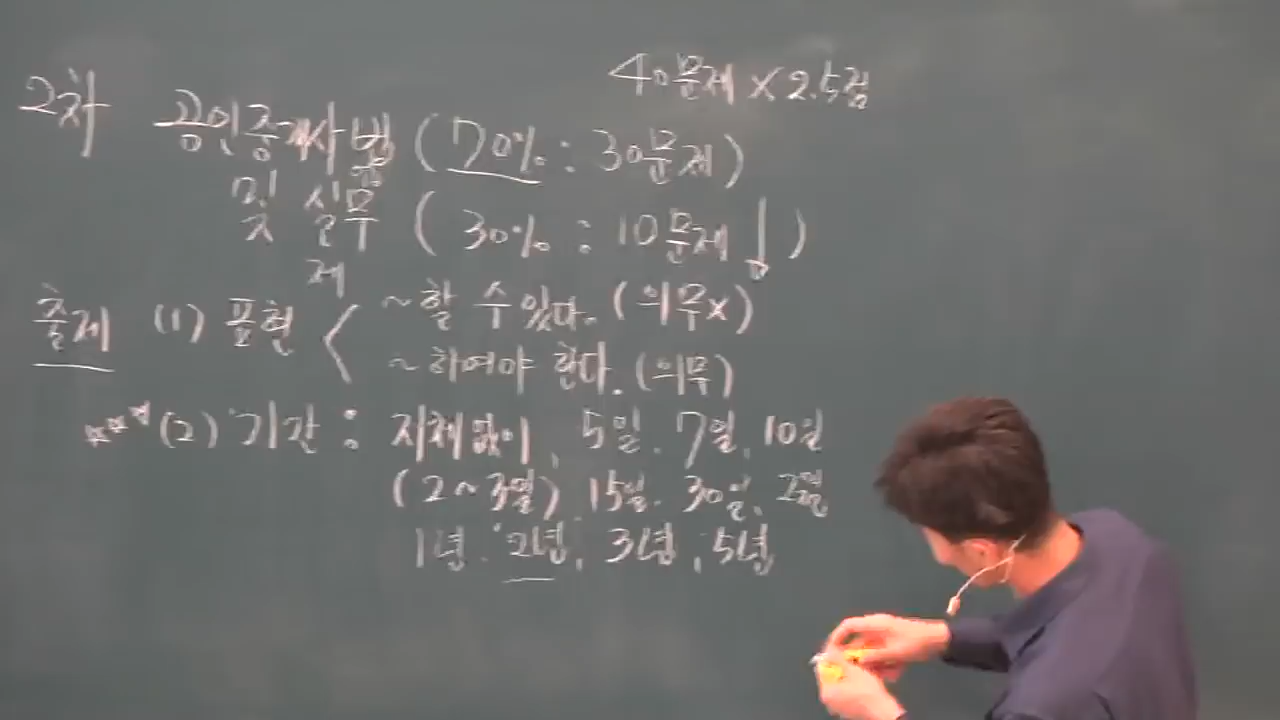 40문제 × 2.5점
2차 공인중개사법 (70% : 30문제)
및 실무 (30% : 10문제↓)
제
출제 (1) 표현 < ~할 수 있다. (의무x)
~하여야 한다. (의무)
☆☆☆(2) 기간 : 지체없이, 5일. 7일, 10일
(2~3일) 15일. 30일, 2월
1년. 2년, 3년, 5년